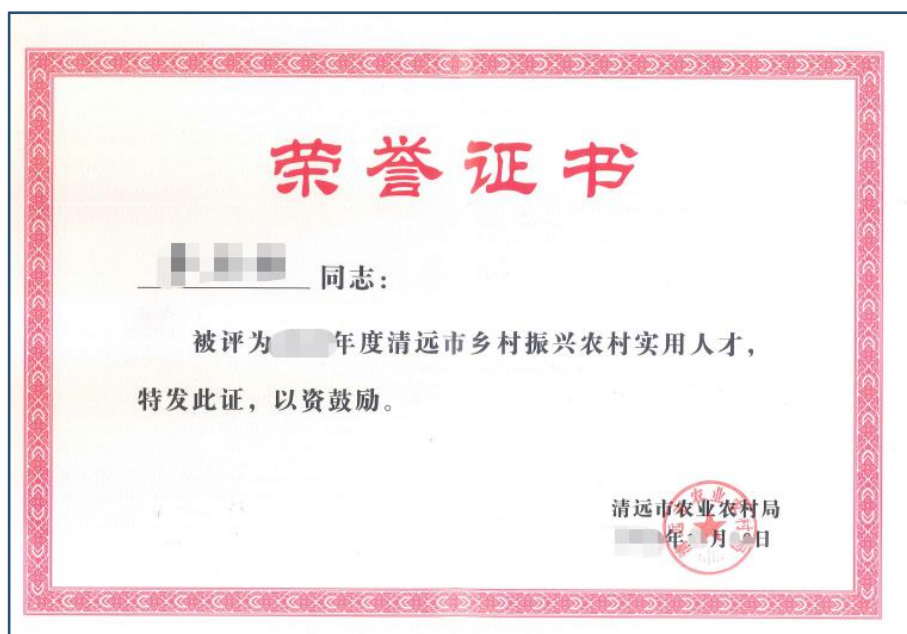 荣誉证书
同志：
被评为年度清远市乡村振兴农村实用人才，
特发此证，以资鼓励。
清远市农业农村局
年月日